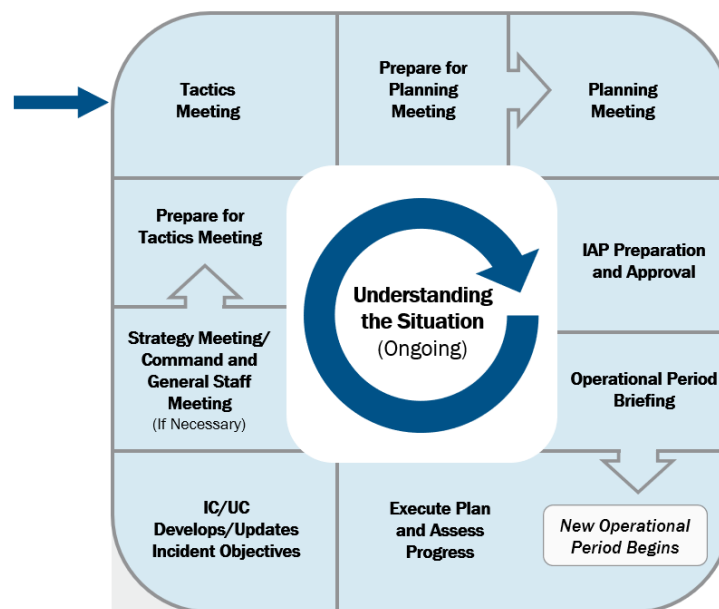 Tactics
Meeting
Prepare for
Planning
Meeting
Planning
Meeting
Prepare for
Tactics Meeting
IAP Preparation
and Approval
Understanding
the Situation
(Ongoing)
Strategy Meeting/
Command and
General Staff
Meeting
(If Necessary)
Operational Period
Briefing
IC/UC
Develops/Updates
Incident Objectives
Execute Plan
and Assess
Progress
New Operational
Period Begins